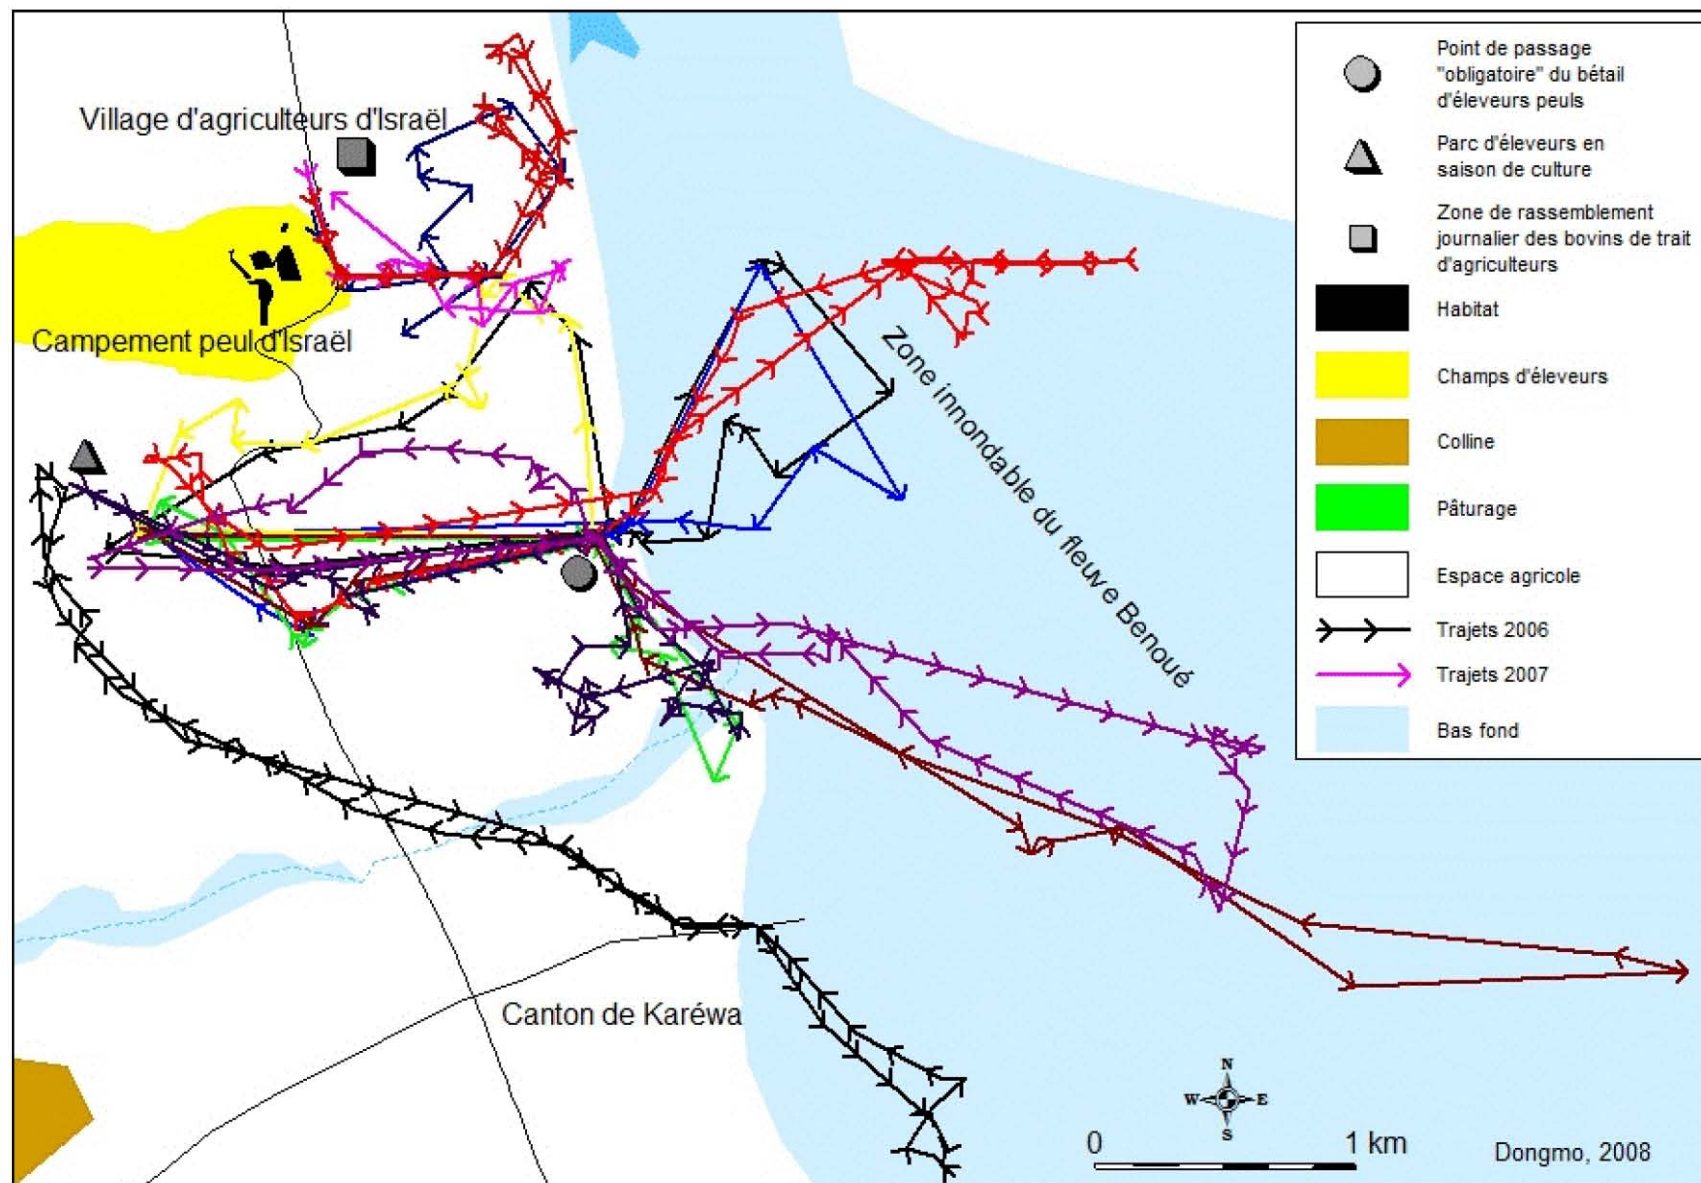 Village d'agriculteurs d'Israël
Campement peul d'Israël
Zone innondable du fleuve Benoué
Canton de Karéwa
Point de passage
"obligatoire" du bétail
d'éleveurs peuls
Parc d'éleveurs en
saison de culture
Zone de rassemblement
journalier des bovins de trait
d'agriculteurs
Habitat
Champs d'éleveurs
Colline
Pâturage
Espace agricole
Trajets 2006
Trajets 2007
Bas fond
N
W E
S
0 1 km
Dongmo, 2008